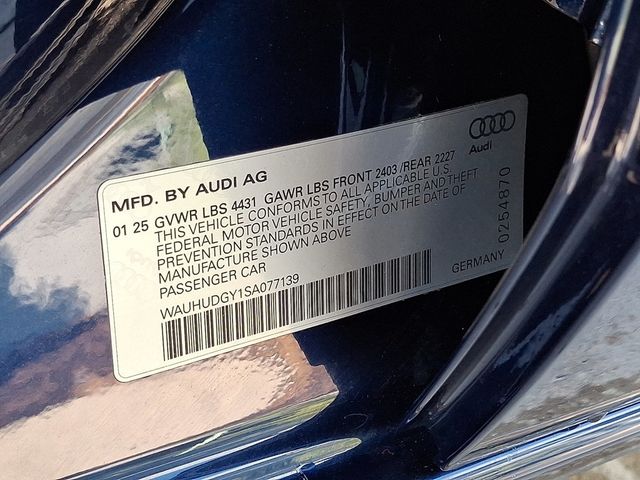 Audi
MFD. BY AUDI AG
01 25 GVWR LBS 4431 GAWR LBS FRONT 2403 /REAR 2227
THIS VEHICLE CONFORMS TO ALL APPLICABLE U.S.
FEDERAL MOTOR VEHICLE SAFETY, BUMPER AND THEFT
PREVENTION STANDARDS IN EFFECT ON THE DATE OF
MANUFACTURE SHOWN ABOVE
PASSENGER CAR
WAUHUDGY1SA077139
GERMANY
0254970